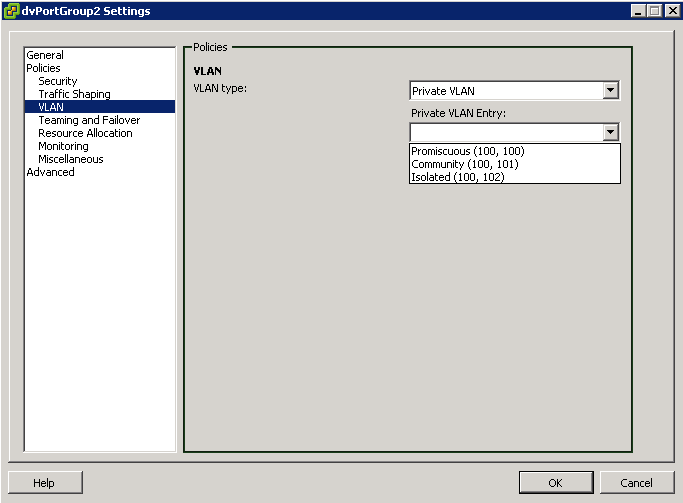 dvPortGroup2 Settings
General
Policies
Security
Traffic Shaping
VLAN
Teaming and Failover
Resource Allocation
Monitoring
Miscellaneous
Advanced
Policies
VLAN
VLAN type:
Private VLAN
Private VLAN Entry:
Promiscuous (100, 100)
Community (100, 101)
Isolated (100, 102)
Help
OK
Cancel